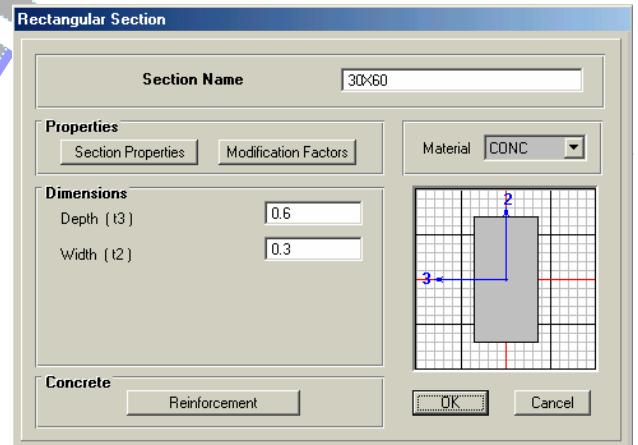 Rectangular Section
Section Name 30X60
Properties
Section Properties Modification Factors
Material CONC
Dimensions
Depth ( t3 ) 0.6
Width ( t2 ) 0.3
2
3
Concrete
Reinforcement
OK Cancel